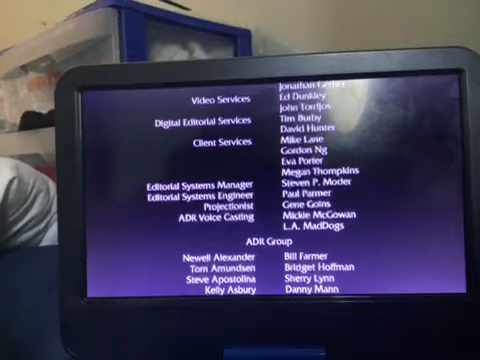 Jonathan Gerber
Video Services Ed Dunkley
John Torrijos
Digital Editorial Services Tim Burby
David Hunter
Client Services Mike Lane
Gordon Ng
Eva Porter
Megan Thompkins
Editorial Systems Manager Steven P. Moder
Editorial Systems Engineer Paul Parmer
Projectionist Gene Goins
ADR Voice Casting Mickie McGowan
L.A. MadDogs
ADR Group
Newell Alexander Bill Farmer
Tom Amundsen Bridget Hoffman
Steve Apostolina Sherry Lynn
Kelly Asbury Danny Mann